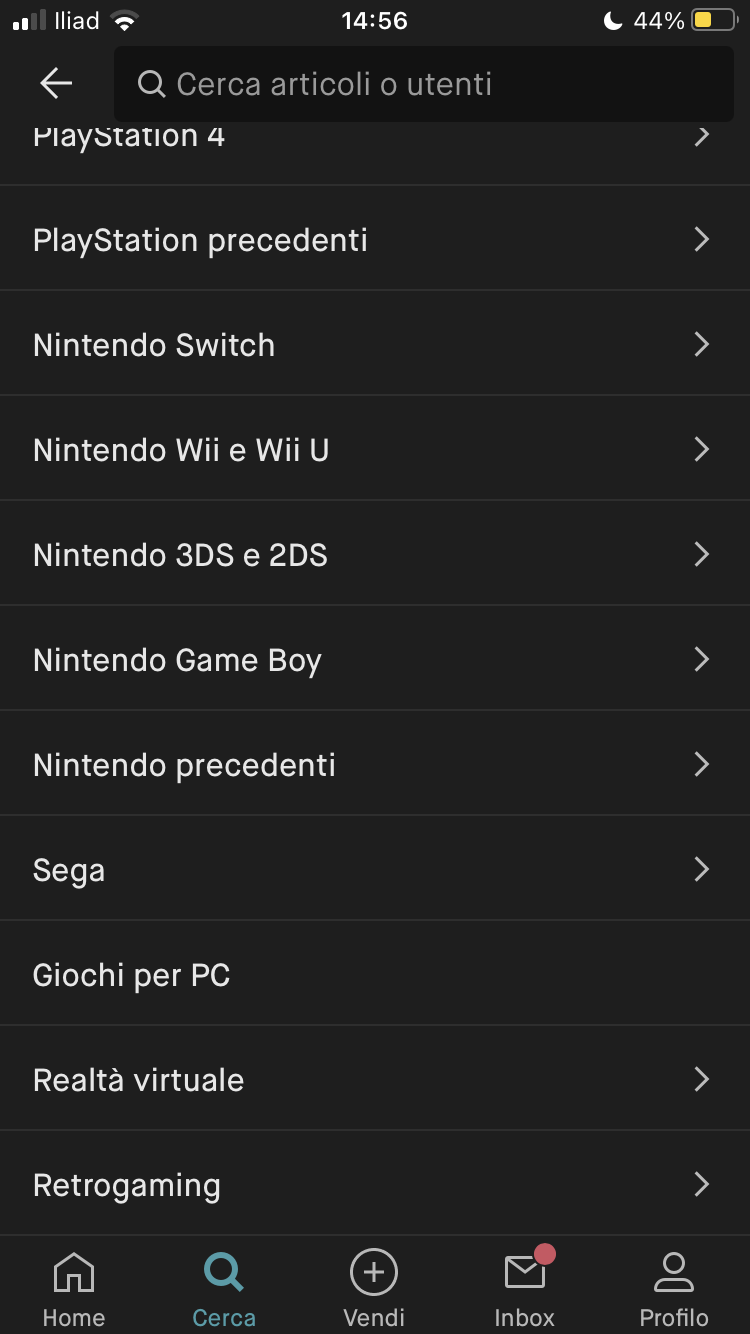 Iliad
14:56
44%
Cerca articoli o utenti
PlayStation 4
PlayStation precedenti
Nintendo Switch
Nintendo Wii e Wii U
Nintendo 3DS e 2DS
Nintendo Game Boy
Nintendo precedenti
Sega
Giochi per PC
Realtà virtuale
Retrogaming
Home
Cerca
Vendi
Inbox
Profilo